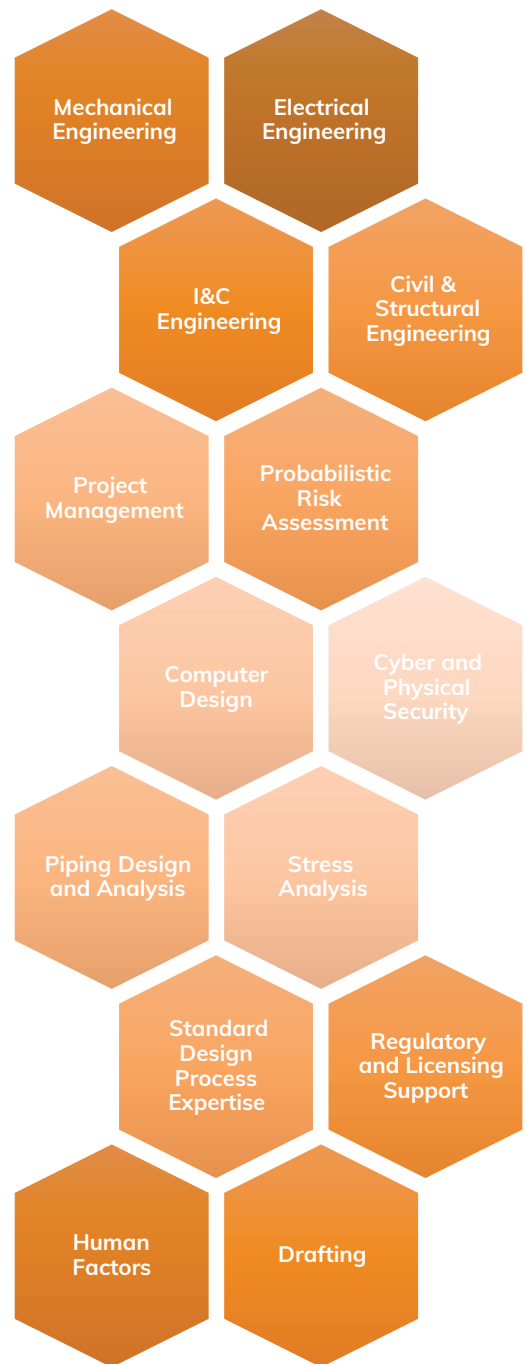 Mechanical
Engineering
Electrical
Engineering
I&C
Engineering
Civil &
Structural
Engineering
Project
Management
Probabilistic
Risk
Assessment
Computer
Design
Cyber and
Physical
Security
Piping Design
and Analysis
Stress
Analysis
Standard
Design
Process
Expertise
Regulatory
and Licensing
Support
Human
Factors
Drafting